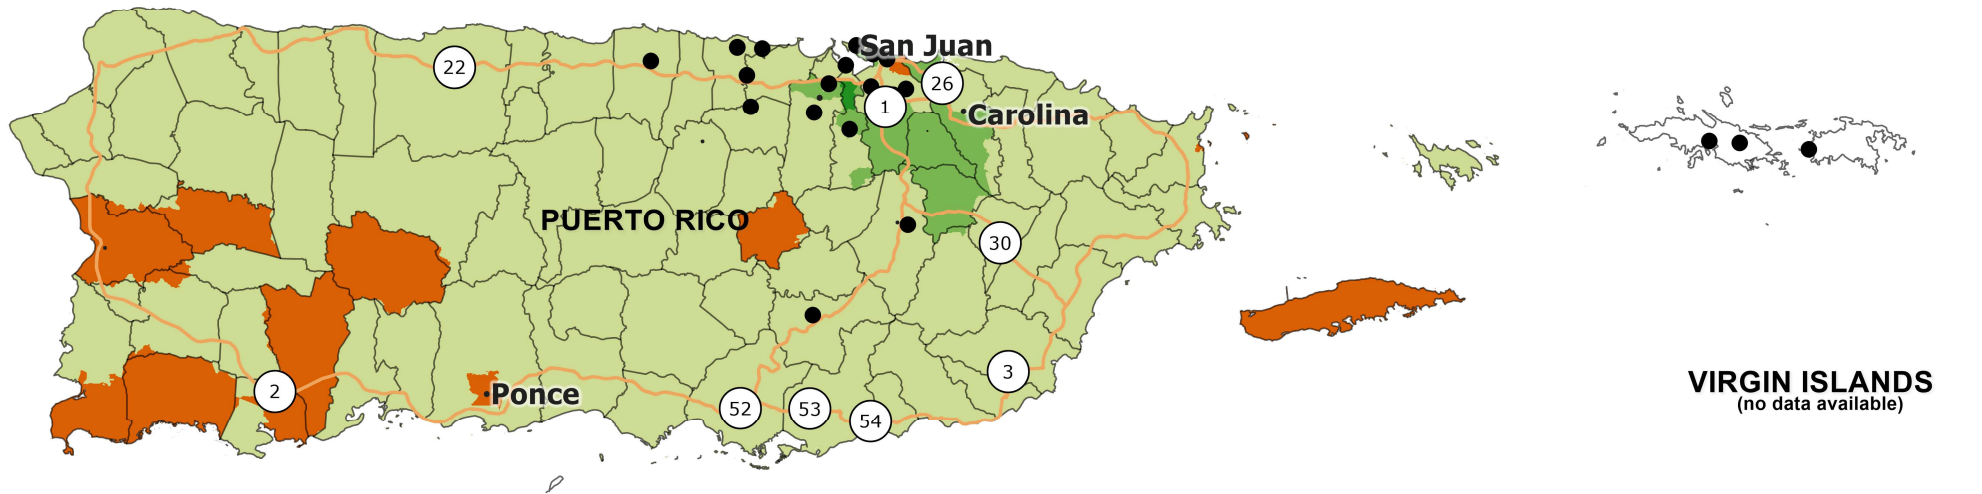 San Juan
22
26
1
Carolina
PUERTO RICO
30
VIRGIN ISLANDS
(no data available)
3
2
Ponce
52
53
54